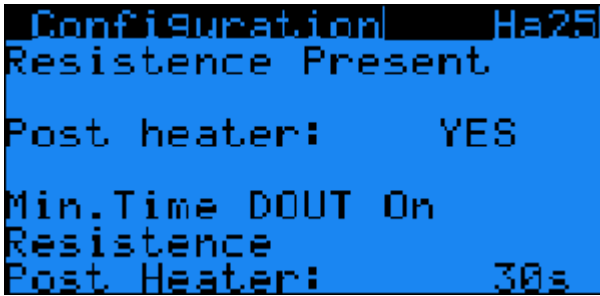 Configuration Ha25
Resistence Present
Post heater: YES
Min.Time DOUT On
Resistence
Post Heater: 30s